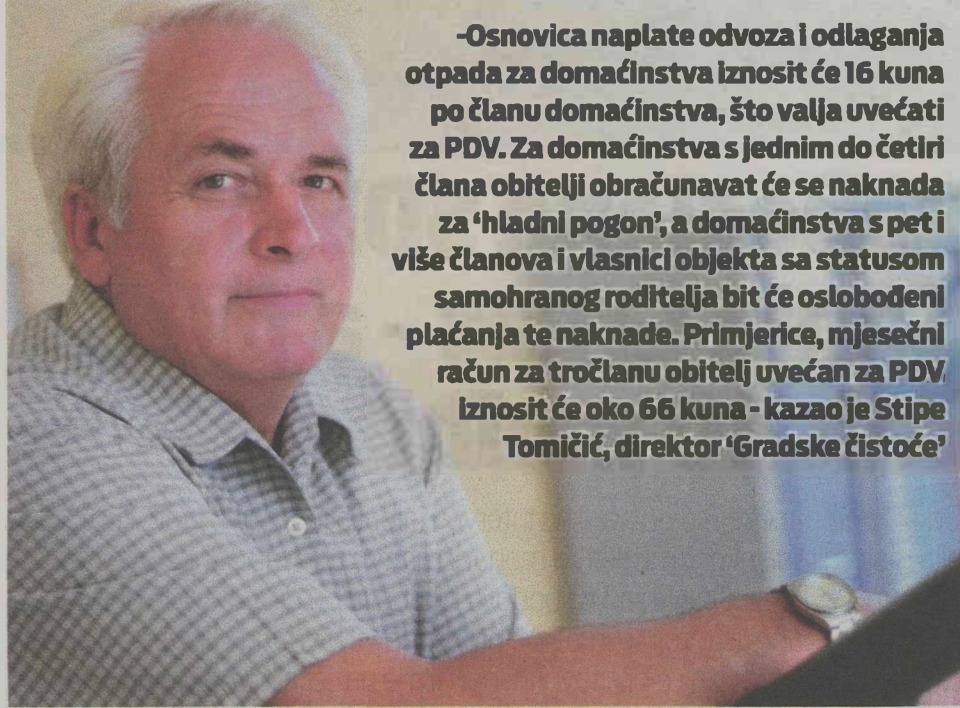 -Osnovica naplate odvoza i odlaganja
otpada za domaćinstva iznosit će 16 kuna
po članu domaćinstva, što valja uvećati
za PDV. Za domaćinstva s jednim do četiri
člana obitelji obračunavat će se naknada
za ‘hladni pogon’, a domaćinstva s pet i
više članova i vlasnici objekta sa statusom
samohranog roditelja bit će oslobođeni
plaćanja te naknade. Primjerice, mjesečni
račun za tročlanu obitelj uvećan za PDV,
iznosit će oko 66 kuna - kazao je Stipe
Tomičić, direktor ‘Gradske čistoće’